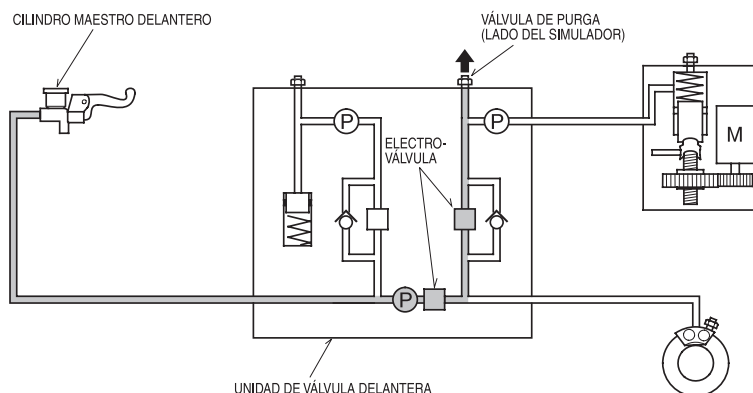 CILINDRO MAESTRO DELANTERO
VÁLVULA DE PURGA
(LADO DEL SIMULADOR)
P
P
ELECTRO-
VÁLVULA
M
P
UNIDAD DE VÁLVULA DELANTERA